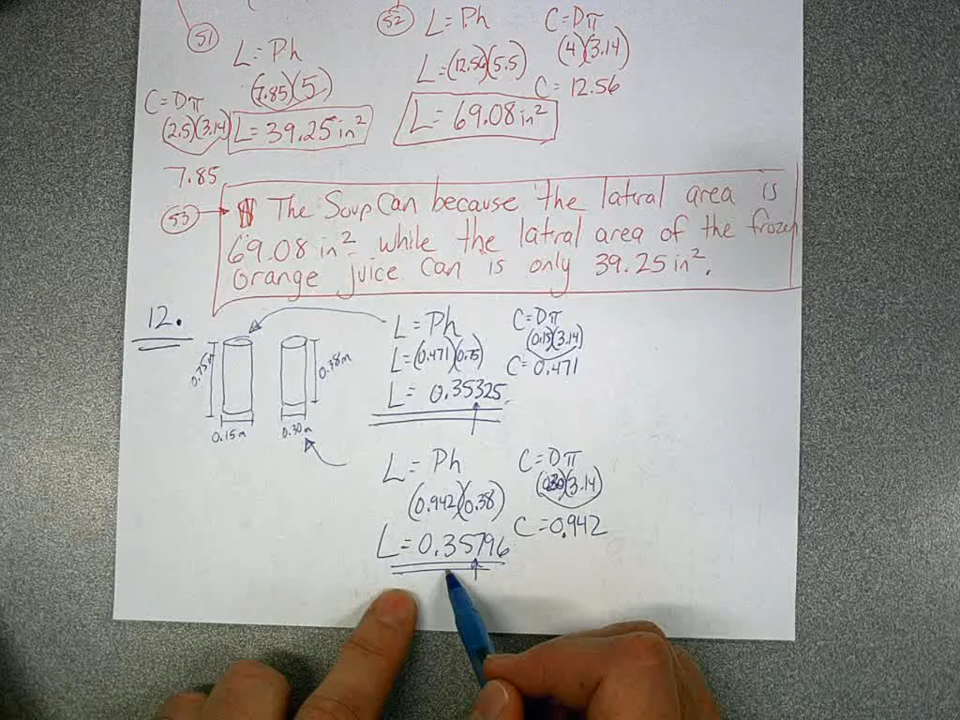 51
L = Ph
(7.85)(5)
C = Dπ
(2.5)(3.14)
7.85
L = 39.25 in²
52
L = Ph
L = (12.56)(5.5)
L = 69.08 in²
C = Dπ
(4)(3.14)
C = 12.56
53
The Soup Can because the latral area is
69.08 in² while the latral area of the frozen
orange juice can is only 39.25 in².
12.
0.75m
0.15m
0.38m
0.30m
L = Ph
L = (0.471)(0.75)
L = 0.35325
C = Dπ
(0.15)(3.14)
C = 0.471
L = Ph
(0.942)(0.38)
L = 0.35796
C = Dπ
(0.30)(3.14)
C = 0.942